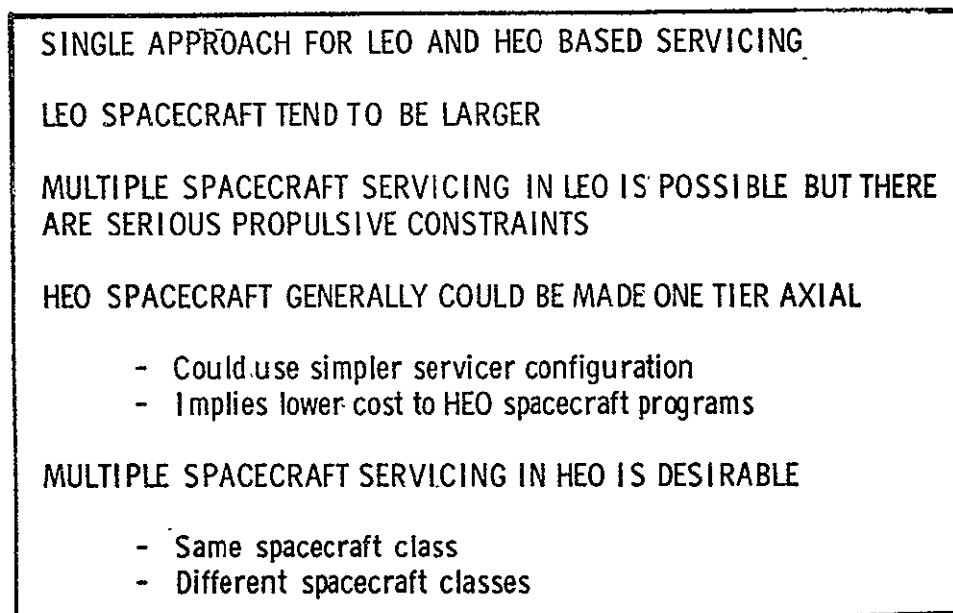 SINGLE APPROACH FOR LEO AND HEO BASED SERVICING
LEO SPACECRAFT TEND TO BE LARGER
MULTIPLE SPACECRAFT SERVICING IN LEO IS POSSIBLE BUT THERE
ARE SERIOUS PROPULSIVE CONSTRAINTS
HEO SPACECRAFT GENERALLY COULD BE MADE ONE TIER AXIAL
- Could use simpler servicer configuration
- Implies lower cost to HEO spacecraft programs
MULTIPLE SPACECRAFT SERVICING IN HEO IS DESIRABLE
- Same spacecraft class
- Different spacecraft classes